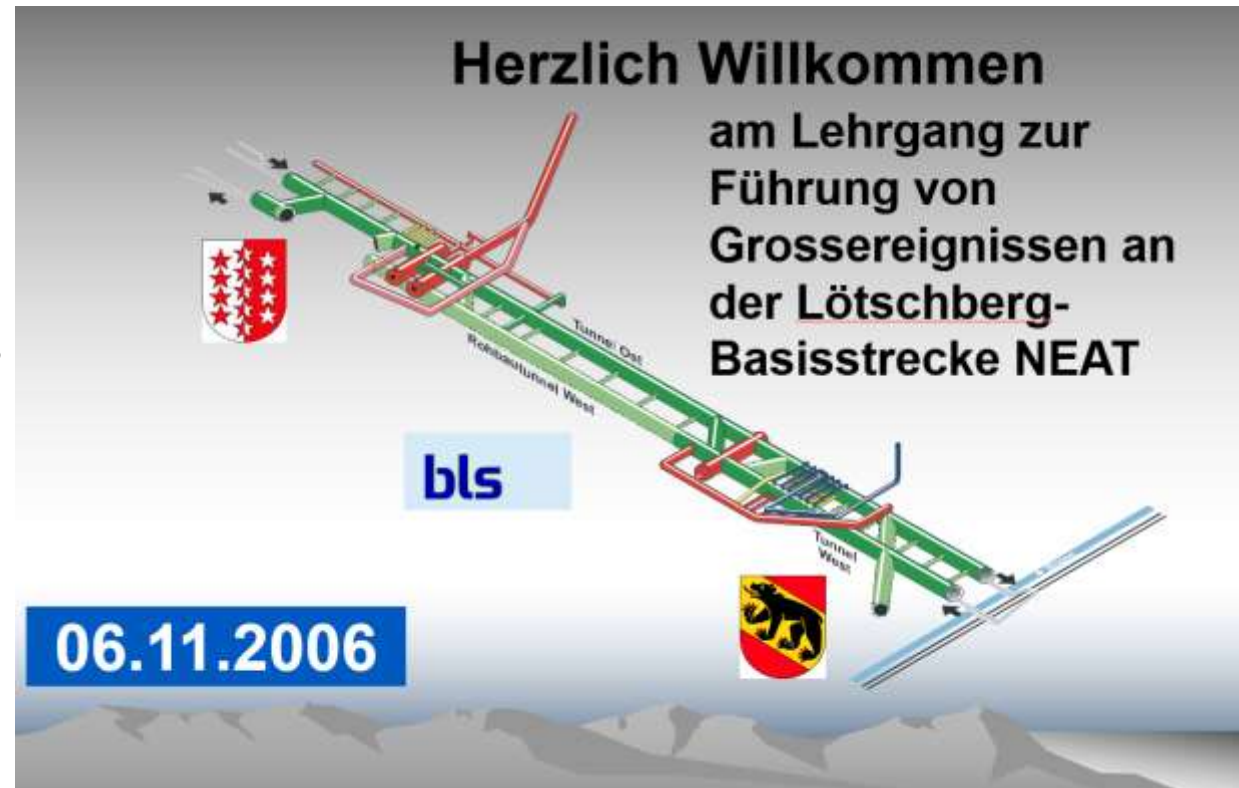 Herzlich Willkommen
am Lehrgang zur
Führung von
Grossereignissen an
der Lötschberg-
Basisstrecke NEAT
Tunnel Ost
Rohbautunnel West
bls
Tunnel
West
06.11.2006